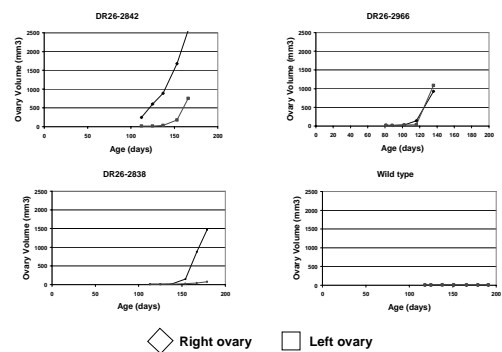 DR26-2842
Ovary Volume (mm3)
2500
2000
1500
1000
500
0
0 50 100 150 200
Age (days)
DR26-2966
Ovary Volume (mm3)
2500
2000
1500
1000
500
0
0 20 40 60 80 100 120 140 160 180 200
Age (days)
DR26-2838
Ovary Volume (mm3)
2500
2000
1500
1000
500
0
0 50 100 150 200
Age (days)
Wild type
Ovary Volume (mm3)
2500
2000
1500
1000
500
0
0 50 100 150 200
Age (days)
Right ovary Left ovary